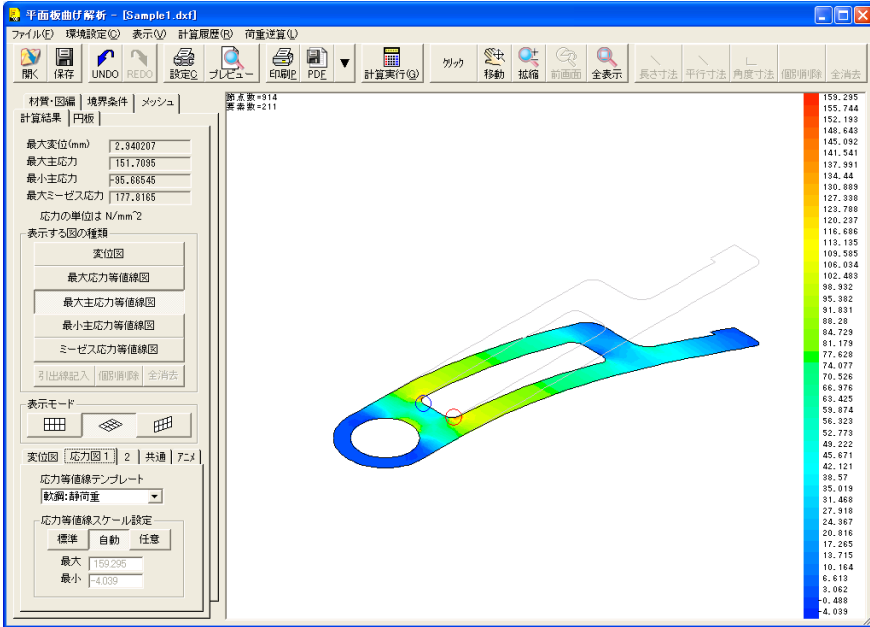 平面板曲げ解析 - [Sample1.dxf]
ファイル(F) 環境設定(C) 表示(V) 計算履歴(R) 荷重逆算(L)
開く 保存 UNDO REDO 設定C プレビュー 印刷P PDF ▼ 計算実行(G) クリック 移動 拡縮 前画面 全表示 長さ寸法 平行寸法 角度寸法 個別削除 全消去
材質・図編 境界条件 メッシュ
計算結果 円板
最大変位(mm) 2.940207
最大主応力 151.7095
最小主応力 -95.66545
最大ミーゼス応力 177.8165
応力の単位は N/mm^2
表示する図の種類
変位図
最大応力等値線図
最大主応力等値線図
最小主応力等値線図
ミーゼス応力等値線図
引出線記入 個別削除 全消去
表示モード
変位図 応力図1 2 共通 アニメ
応力等値線テンプレート
軟鋼:静荷重
応力等値線スケール設定
標準 自動 任意
最大 159.295
最小 -4.039
節点数=914
要素数=211
159.295
155.744
152.193
148.643
145.092
141.541
137.991
134.44
130.889
127.338
123.788
120.237
116.686
113.135
109.585
106.034
102.483
98.932
95.382
91.831
88.28
84.729
81.179
77.628
74.077
70.526
66.976
63.425
59.874
56.323
52.773
49.222
45.671
42.121
38.57
35.019
31.468
27.918
24.367
20.816
17.265
13.715
10.164
6.613
3.062
-0.488
-4.039